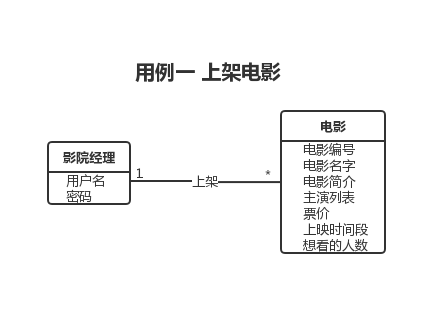 用例一 上架电影
影院经理
用户名
密码
1
上架
*
电影
电影编号
电影名字
电影简介
主演列表
票价
上映时间段
想看的人数